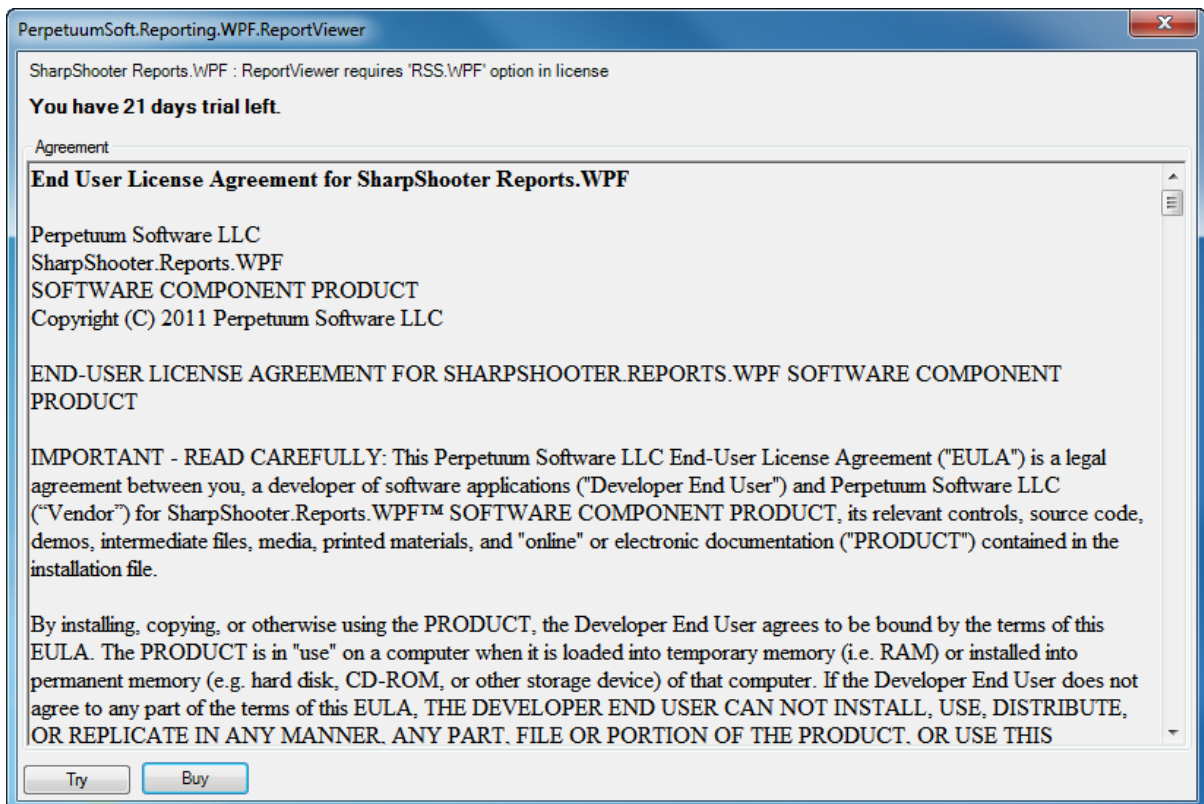 PerpetuumSoft.Reporting.WPF.ReportViewer
SharpShooter Reports.WPF : ReportViewer requires 'RSS.WPF' option in license
You have 21 days trial left.
Agreement
End User License Agreement for SharpShooter Reports.WPF
Perpetuum Software LLC
SharpShooter.Reports.WPF
SOFTWARE COMPONENT PRODUCT
Copyright (C) 2011 Perpetuum Software LLC
END-USER LICENSE AGREEMENT FOR SHARPSHOOTER.REPORTS.WPF SOFTWARE COMPONENT
PRODUCT
IMPORTANT - READ CAREFULLY: This Perpetuum Software LLC End-User License Agreement ("EULA") is a legal
agreement between you, a developer of software applications ("Developer End User") and Perpetuum Software LLC
(“Vendor”) for SharpShooter.Reports.WPF™ SOFTWARE COMPONENT PRODUCT, its relevant controls, source code,
demos, intermediate files, media, printed materials, and "online" or electronic documentation ("PRODUCT") contained in the
installation file.
By installing, copying, or otherwise using the PRODUCT, the Developer End User agrees to be bound by the terms of this
EULA. The PRODUCT is in "use" on a computer when it is loaded into temporary memory (i.e. RAM) or installed into
permanent memory (e.g. hard disk, CD-ROM, or other storage device) of that computer. If the Developer End User does not
agree to any part of the terms of this EULA, THE DEVELOPER END USER CAN NOT INSTALL, USE, DISTRIBUTE,
OR REPLICATE IN ANY MANNER, ANY PART, FILE OR PORTION OF THE PRODUCT, OR USE THIS
Try Buy